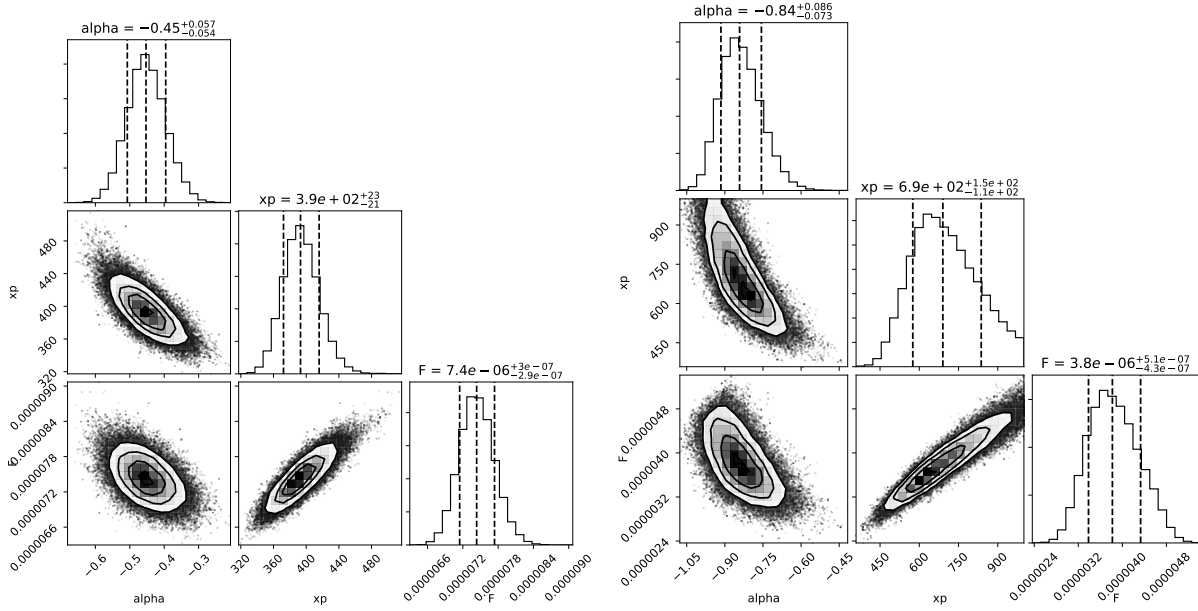 alpha = −0.45+0.057−0.054
xp = 3.9e + 02+23−21
F = 7.4e − 06+3e−07−2.9e−07
xp
480
440
400
360
320
F
0.0000090
0.0000084
0.0000078
0.0000072
0.0000066
−0.6
−0.5
−0.4
−0.3
alpha
320
360
400
440
480
xp
0.0000066
0.0000072
0.0000078
0.0000084
0.0000090
F
alpha = −0.84+0.086−0.073
xp = 6.9e + 02+1.5e+02−1.1e+02
F = 3.8e − 06+5.1e−07−4.3e−07
xp
900
750
600
450
F
0.0000048
0.0000040
0.0000032
0.0000024
−1.05
−0.90
−0.75
−0.60
−0.45
alpha
450
600
750
900
xp
0.0000024
0.0000032
0.0000040
0.0000048
F